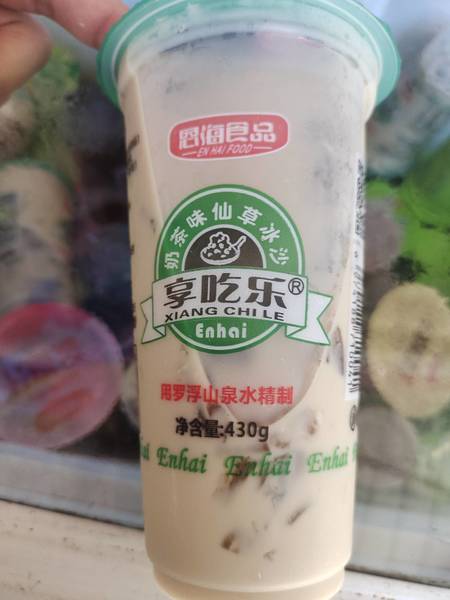 恩海食品
EN HAI FOOD
奶茶味仙草冰沙
享吃乐®
XIANG CHI LE
Enhai
用罗浮山泉水精制
净含量:430g
Enhai Enhai Enhai